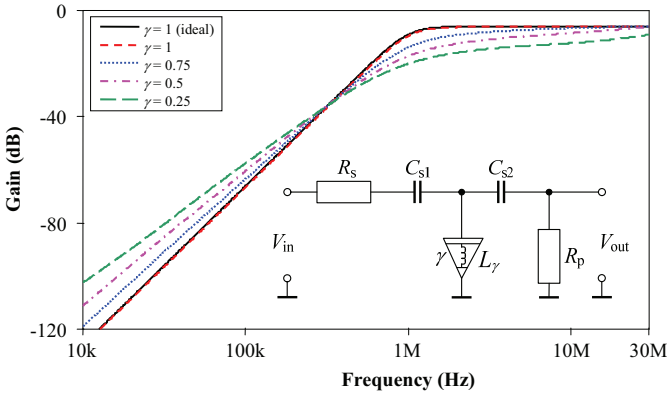 0
-40
-80
-120
Gain (dB)
γ = 1 (ideal)
γ = 1
γ = 0.75
γ = 0.5
γ = 0.25
Rs
Cs1
Cs2
Vin
γ
Lγ
Rp
Vout
10k 100k 1M 10M 30M
Frequency (Hz)